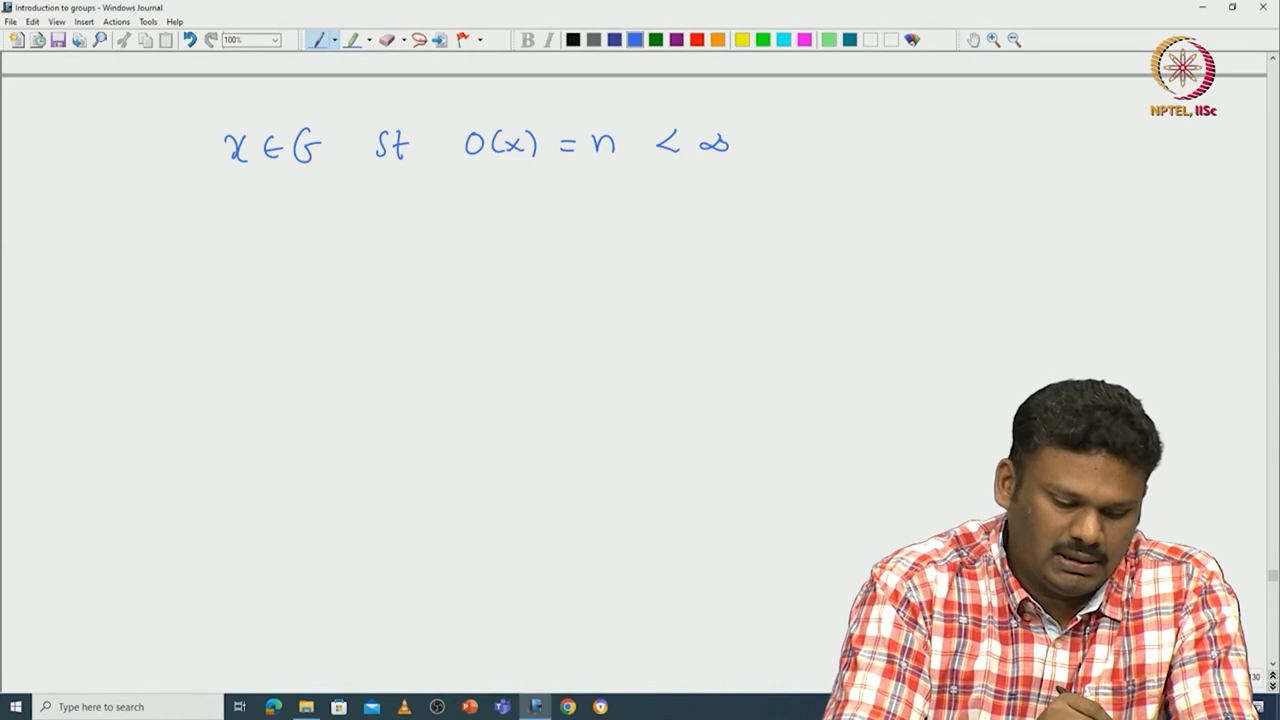 Introduction to groups - Windows Journal
File Edit View Insert Actions Tools Help
100%
B I
NPTEL, IISc
x ∈ G st O(x) = n < ∞
130
Type here to search